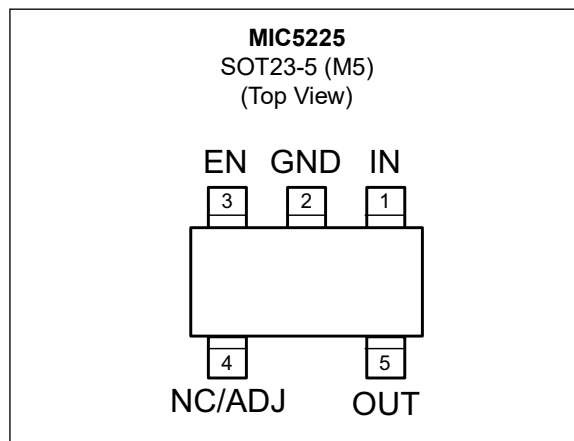 MIC5225
SOT23-5 (M5)
(Top View)
EN GND IN
3 2 1
4 5
NC/ADJ OUT